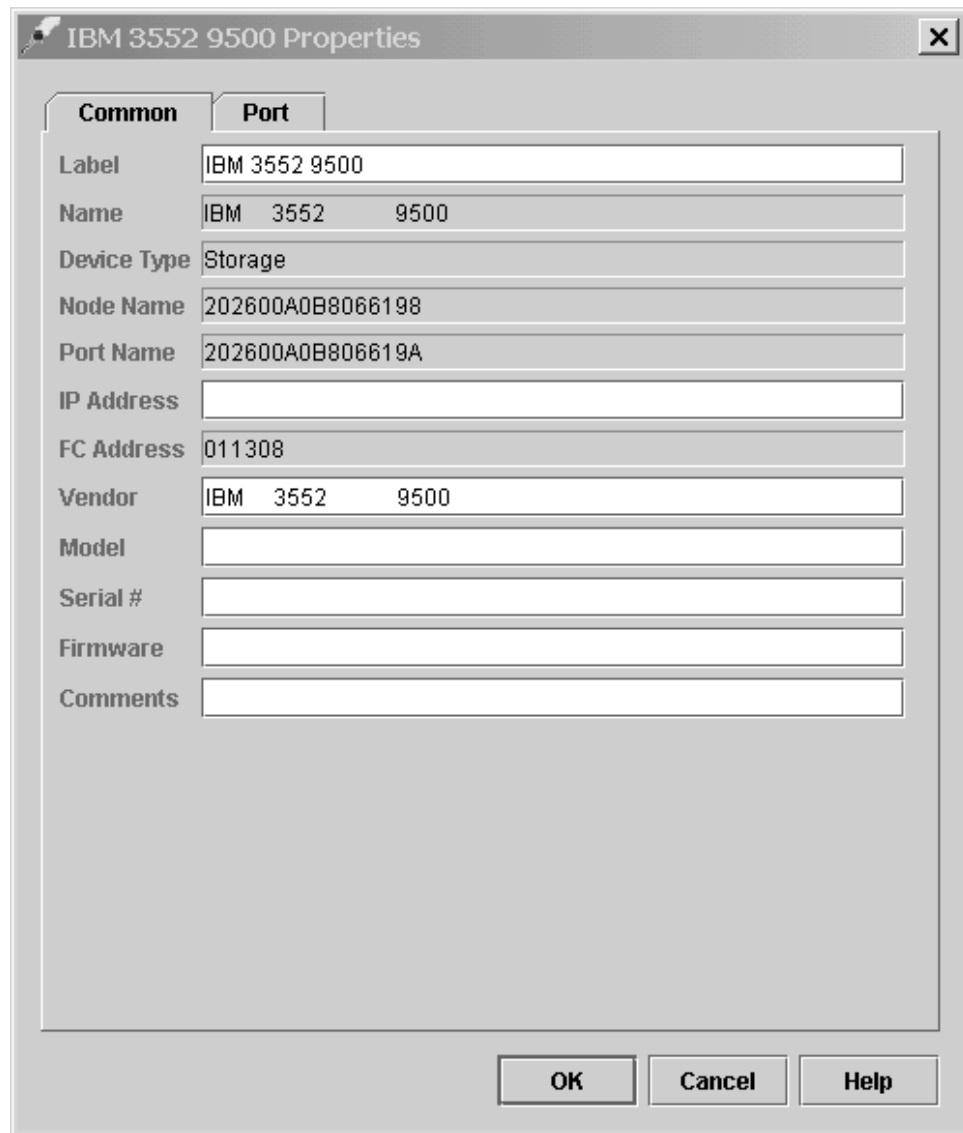 IBM 3552 9500 Properties
Common Port
Label IBM 3552 9500
Name IBM 3552 9500
Device Type Storage
Node Name 202600A0B8066198
Port Name 202600A0B806619A
IP Address
FC Address 011308
Vendor IBM 3552 9500
Model
Serial #
Firmware
Comments
OK Cancel Help